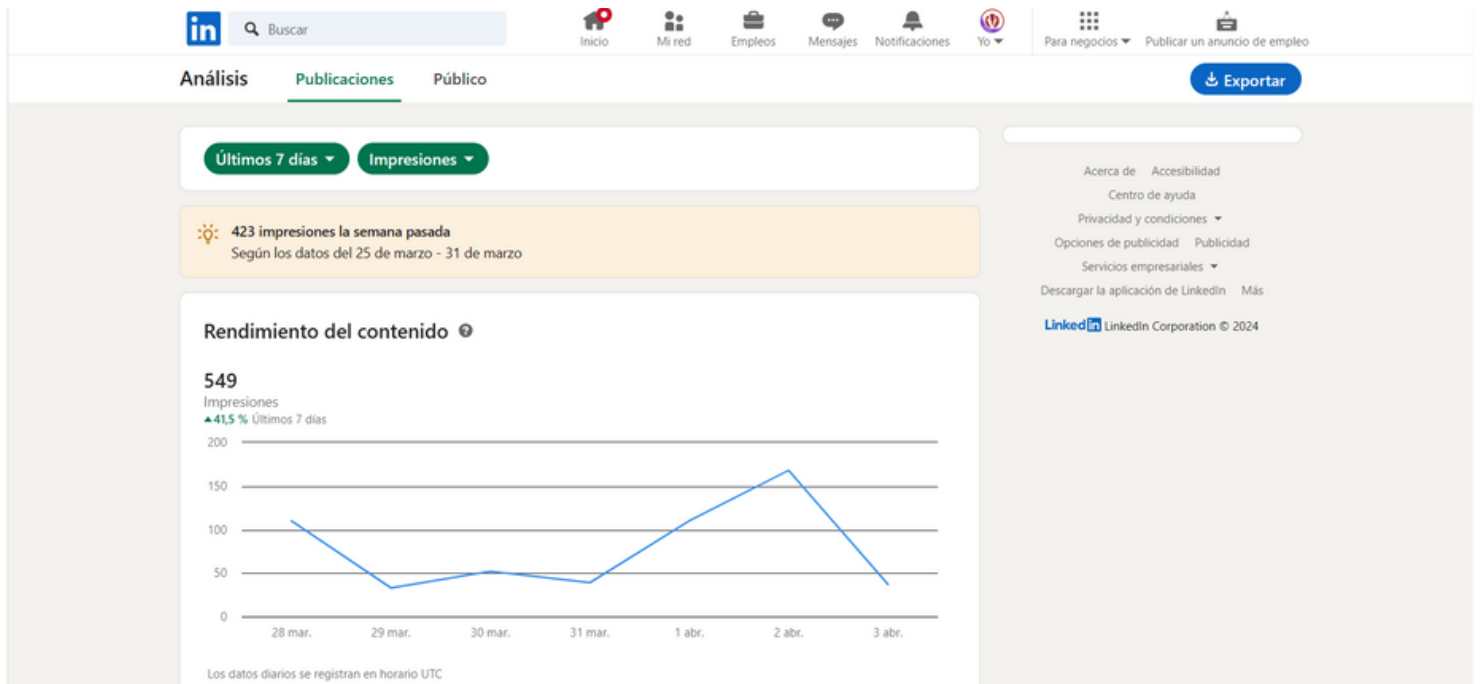 in Buscar Inicio Mi red Empleos Mensajes Notificaciones Yo Para negocios Publicar un anuncio de empleo
Análisis Publicaciones Público Exportar
Últimos 7 días Impresiones
423 impresiones la semana pasada
Según los datos del 25 de marzo - 31 de marzo
Rendimiento del contenido ?
549
Impresiones
41,5 % Últimos 7 días
200
150
100
50
0
28 mar. 29 mar. 30 mar. 31 mar. 1 abr. 2 abr. 3 abr.
Los datos diarios se registran en horario UTC
Acerca de Accesibilidad
Centro de ayuda
Privacidad y condiciones
Opciones de publicidad Publicidad
Servicios empresariales
Descargar la aplicación de LinkedIn Más
Linkedin LinkedIn Corporation © 2024